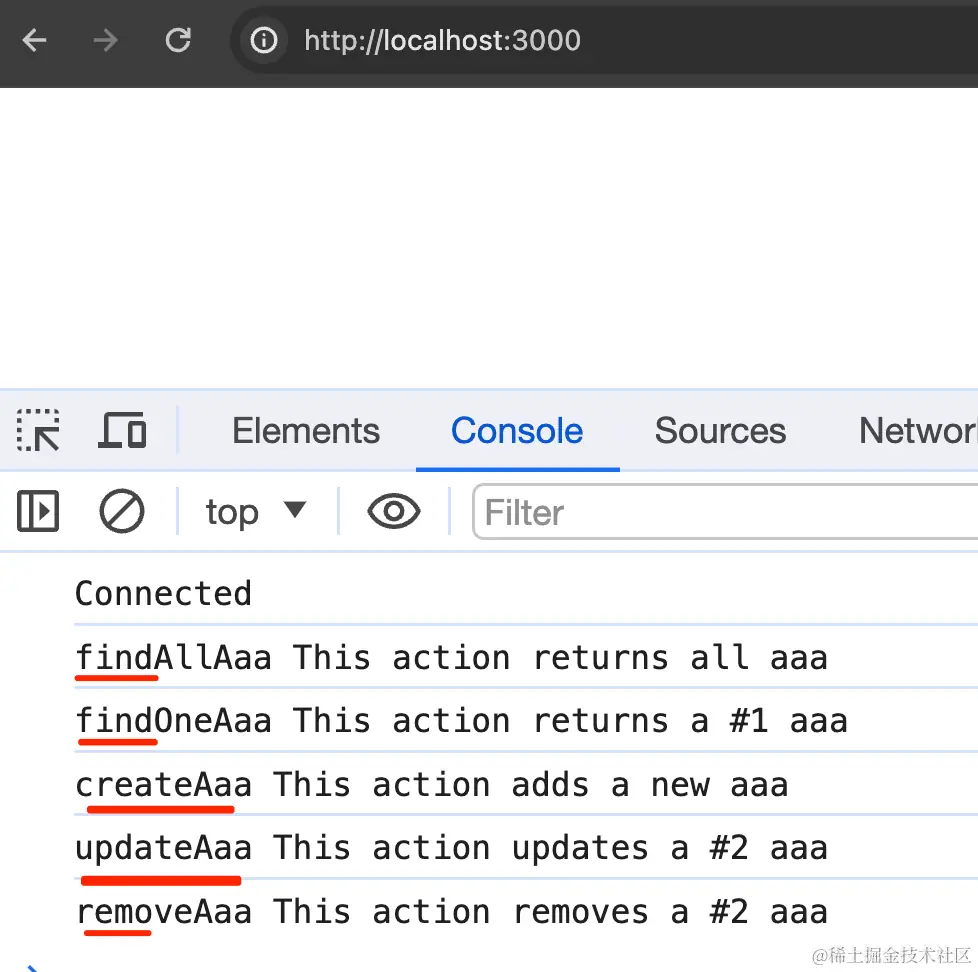 http://localhost:3000
Elements Console Sources Networ
top Filter
Connected
findAllAaa This action returns all aaa
findOneAaa This action returns a #1 aaa
createAaa This action adds a new aaa
updateAaa This action updates a #2 aaa
removeAaa This action removes a #2 aaa
@稀土掘金技术社区